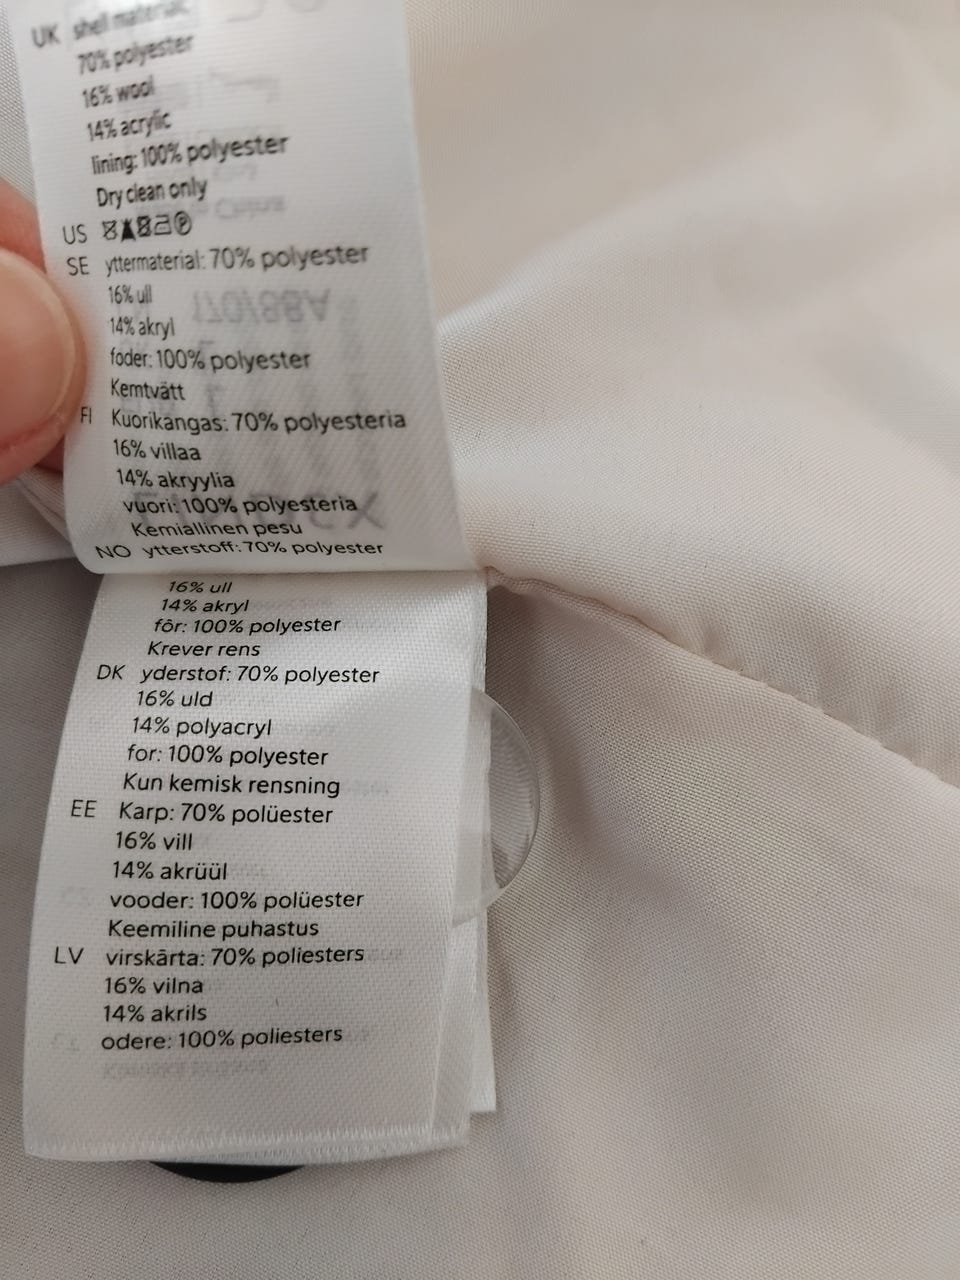 UK shell material:
70% polyester
16% wool
14% acrylic
lining: 100% polyester
Dry clean only
US
SE yttermaterial: 70% polyester
16% ull
14% akryl
foder: 100% polyester
Kemtvätt
FI Kuorikangas: 70% polyesteria
16% villaa
14% akryylia
vuori: 100% polyesteria
Kemiallinen pesu
NO ytterstoff: 70% polyester
16% ull
14% akryl
fôr: 100% polyester
Krever rens
DK yderstof: 70% polyester
16% uld
14% polyacryl
for: 100% polyester
Kun kemisk rensning
EE Karp: 70% polüester
16% vill
14% akrüül
vooder: 100% polüester
Keemiline puhastus
LV virskārta: 70% poliesters
16% vilna
14% akrils
odere: 100% poliesters